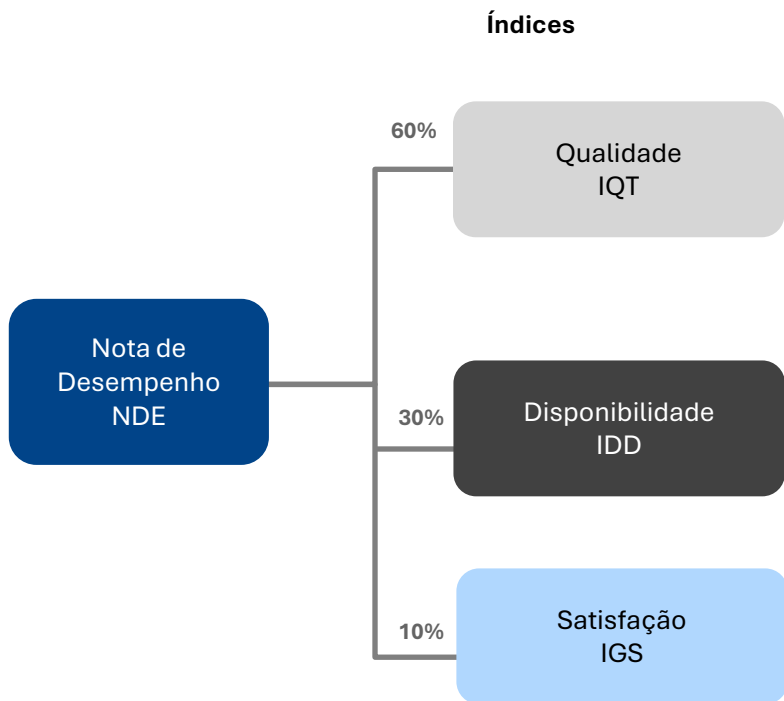 Índices
60%
Qualidade
IQT
Nota de
Desempenho
NDE
30%
Disponibilidade
IDD
10%
Satisfação
IGS